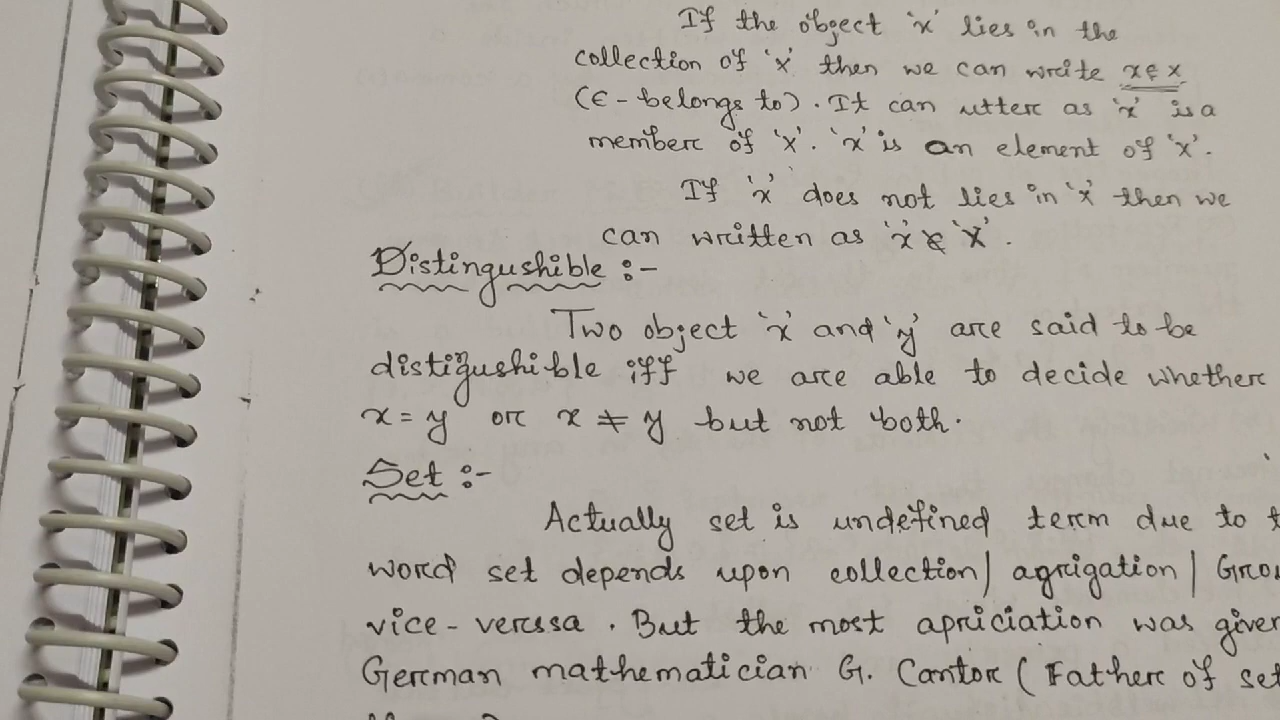 If the object 'x' lies in the
collection of 'x' then we can write x∈x
(∈ - belongs to). It can utter as 'x' is a
member of 'x'. 'x' is an element of 'x'.
If 'x' does not lies in 'x' then we
can written as 'x' ∉ 'x'.
Distingushible :-
Two object 'x' and 'y' are said to be
distigushible iff we are able to decide whether
x = y or x ≠ y but not both.
Set :-
Actually set is undefined term due to
word set depends upon collection / agrigation /
vice-verssa. But the most apriciation was given
German mathematician G. Cantor (Father of set